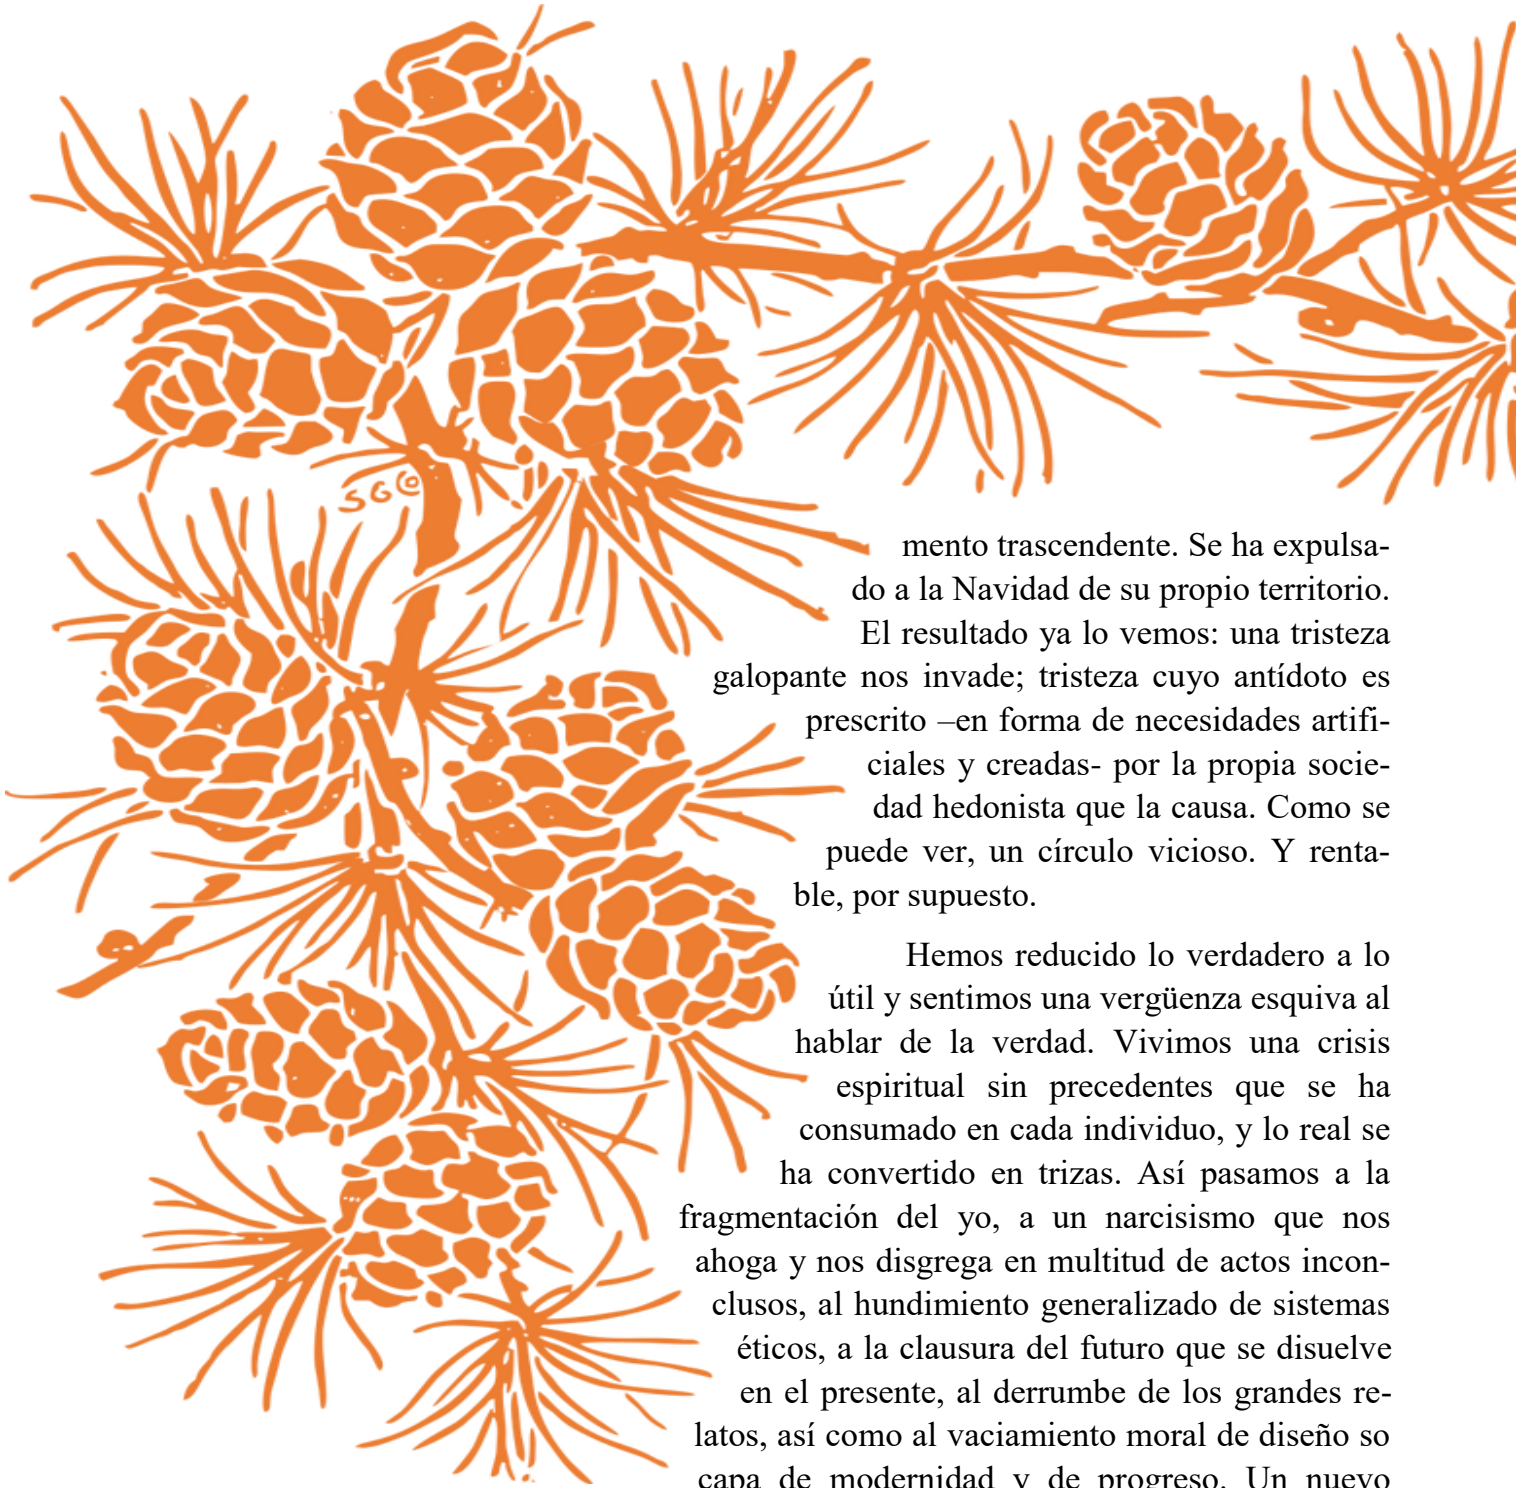 SGCO
mento trascendente. Se ha expulsa-
do a la Navidad de su propio territorio.
El resultado ya lo vemos: una tristeza
galopante nos invade; tristeza cuyo antídoto es
prescrito –en forma de necesidades artifi-
ciales y creadas- por la propia socie-
dad hedonista que la causa. Como se
puede ver, un círculo vicioso. Y renta-
ble, por supuesto.
Hemos reducido lo verdadero a lo
útil y sentimos una vergüenza esquiva al
hablar de la verdad. Vivimos una crisis
espiritual sin precedentes que se ha
consumado en cada individuo, y lo real se
ha convertido en trizas. Así pasamos a la
fragmentación del yo, a un narcisismo que nos
ahoga y nos disgrega en multitud de actos incon-
clusos, al hundimiento generalizado de sistemas
éticos, a la clausura del futuro que se disuelve
en el presente, al derrumbe de los grandes re-
latos, así como al vaciamiento moral de diseño so
capa de modernidad y de progreso. Un nuevo